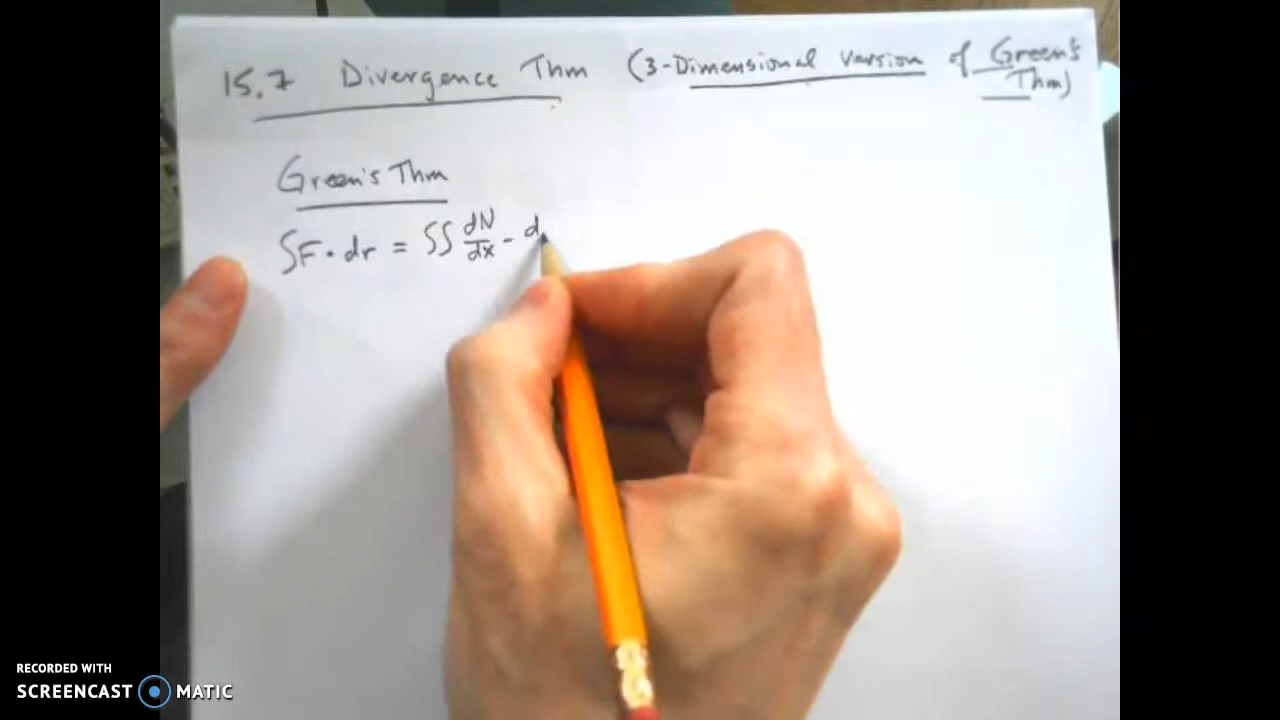 15.7 Divergence Thm (3-Dimensional version of Green's
Thm)
Green's Thm
∫F • dr = ∫∫ dN/dx - d
RECORDED WITH
SCREENCAST MATIC